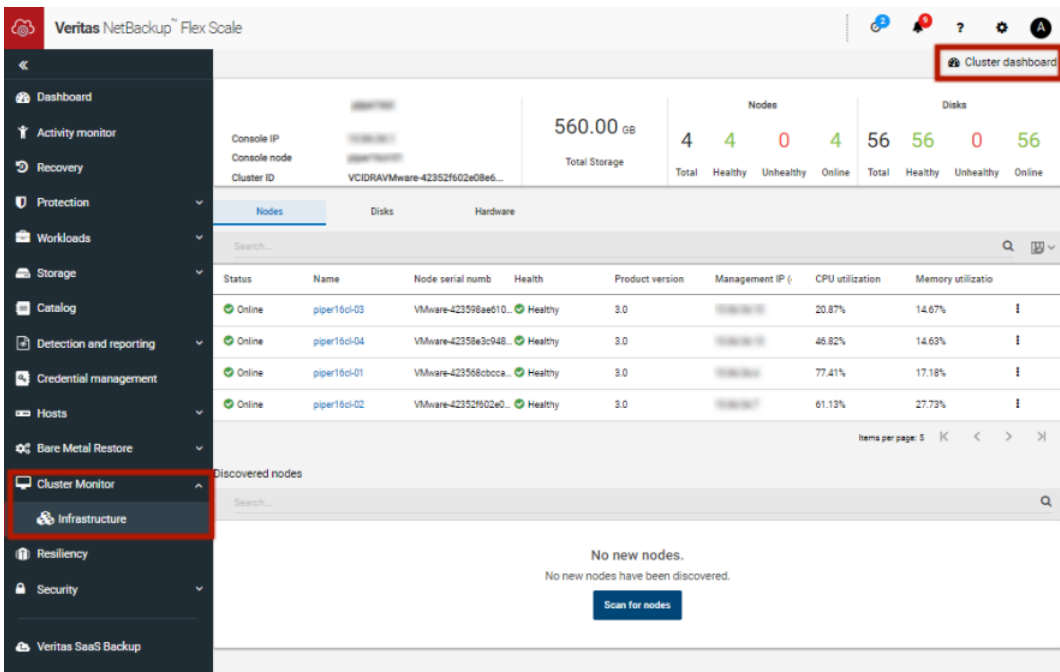 Veritas NetBackup™ Flex Scale
2
9
?
A
«
Cluster dashboard
Dashboard
Activity monitor
Recovery
Protection
Workloads
Storage
Catalog
Detection and reporting
Credential management
Hosts
Bare Metal Restore
Cluster Monitor
Infrastructure
Resiliency
Security
Veritas SaaS Backup
Console IP
Console node
Cluster ID VCIDRAVMware-42352f602e08e6...
560.00 GB
Total Storage
Nodes
4 4 0 4
Total Healthy Unhealthy Online
Disks
56 56 0 56
Total Healthy Unhealthy Online
Nodes Disks Hardware
Search...
Status Name Node serial numb Health Product version Management IP ( CPU utilization Memory utilizatio
Online piper16cl-03 VMware-423598ae610... Healthy 3.0 20.87% 14.67%
Online piper16cl-04 VMware-42358e3c948... Healthy 3.0 46.82% 14.63%
Online piper16cl-01 VMware-423568cbcca... Healthy 3.0 77.41% 17.18%
Online piper16cl-02 VMware-42352f602e0... Healthy 3.0 61.13% 27.73%
Items per page: 5
Discovered nodes
Search...
No new nodes.
No new nodes have been discovered.
Scan for nodes